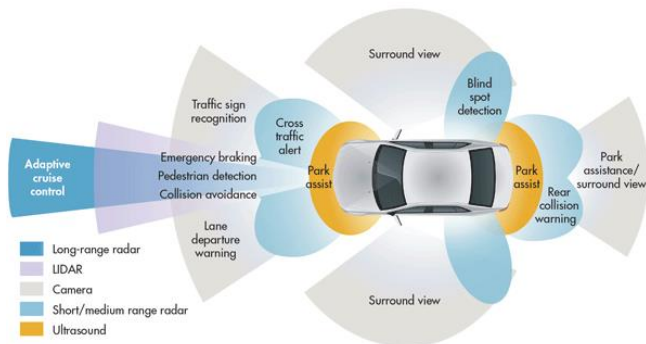 Surround view
Blind
spot
detection
Traffic sign
recognition
Cross
traffic
alert
Adaptive
cruise
control
Emergency braking
Pedestrian detection
Collision avoidance
Park
assist
Park
assist
Rear
collision
warning
Park
assistance/
surround view
Lane
departure
warning
Surround view
Long-range radar
LIDAR
Camera
Short/medium range radar
Ultrasound